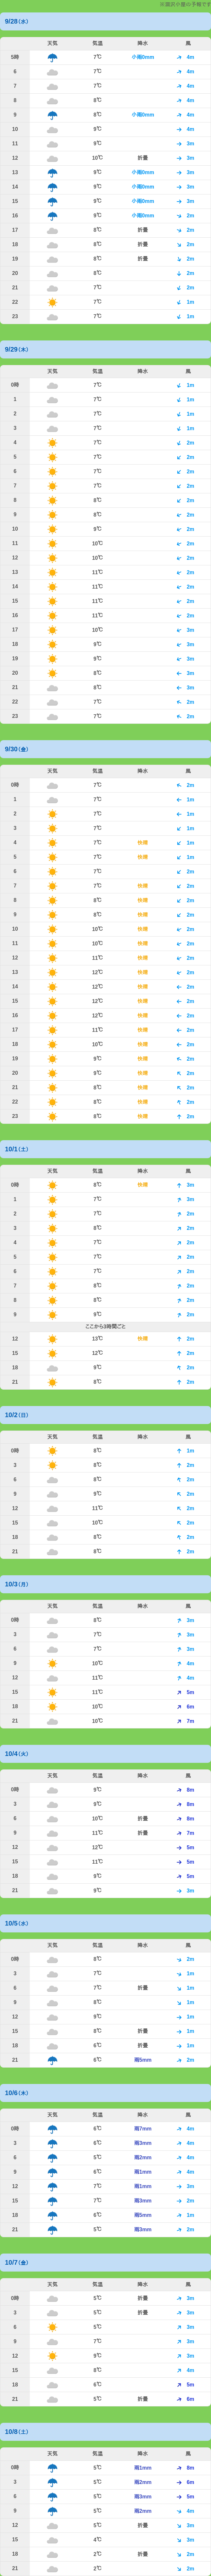 9/28(水)
天気 気温 降水 風
5時 7℃ 小雨0mm 4m
6 7℃ 4m
7 7℃ 4m
8 8℃ 4m
9 8℃ 小雨0mm 4m
10 9℃ 3m
11 9℃ 3m
12 10℃ 折畳 3m
13 9℃ 小雨0mm 3m
14 9℃ 小雨0mm 3m
15 9℃ 小雨0mm 3m
16 9℃ 小雨0mm 2m
17 8℃ 折畳 2m
18 8℃ 折畳 2m
19 8℃ 折畳 2m
20 8℃ 2m
21 7℃ 2m
22 7℃ 1m
23 7℃ 1m
9/29(木)
天気 気温 降水 風
0時 7℃ 1m
1 7℃ 1m
2 7℃ 1m
3 7℃ 1m
4 7℃ 2m
5 7℃ 2m
6 7℃ 2m
7 7℃ 2m
8 8℃ 2m
9 8℃ 2m
10 9℃ 2m
11 10℃ 2m
12 10℃ 2m
13 11℃ 2m
14 11℃ 2m
15 11℃ 2m
16 11℃ 2m
17 10℃ 3m
18 9℃ 3m
19 9℃ 3m
20 8℃ 3m
21 8℃ 3m
22 7℃ 2m
23 7℃ 2m
9/30(金)
天気 気温 降水 風
0時 7℃ 2m
1 7℃ 1m
2 7℃ 1m
3 7℃ 1m
4 7℃ 快晴 1m
5 7℃ 快晴 2m
6 7℃ 2m
7 7℃ 快晴 2m
8 8℃ 快晴 2m
9 8℃ 快晴 2m
10 10℃ 快晴 2m
11 10℃ 快晴 2m
12 11℃ 快晴 2m
13 12℃ 快晴 2m
14 12℃ 快晴 2m
15 12℃ 快晴 2m
16 12℃ 快晴 2m
17 11℃ 快晴 2m
18 10℃ 快晴 2m
19 9℃ 快晴 2m
20 9℃ 快晴 2m
21 8℃ 快晴 2m
22 8℃ 快晴 2m
23 8℃ 快晴 2m
10/1(土)
天気 気温 降水 風
0時 8℃ 快晴 3m
1 7℃ 3m
2 7℃ 2m
3 8℃ 2m
4 7℃ 2m
5 7℃ 2m
6 7℃ 2m
7 8℃ 2m
8 8℃ 2m
9 9℃ 2m
ここから3時間ごと
12 13℃ 快晴 2m
15 12℃ 2m
18 9℃ 2m
21 8℃ 2m
10/2(日)
天気 気温 降水 風
0時 8℃ 1m
3 8℃ 2m
6 8℃ 2m
9 9℃ 2m
12 11℃ 2m
15 10℃ 2m
18 8℃ 2m
21 8℃ 2m
10/3(月)
天気 気温 降水 風
0時 8℃ 3m
3 7℃ 3m
6 7℃ 3m
9 10℃ 4m
12 11℃ 4m
15 11℃ 5m
18 10℃ 6m
21 10℃ 7m
10/4(火)
天気 気温 降水 風
0時 9℃ 8m
3 9℃ 8m
6 10℃ 折畳 8m
9 11℃ 折畳 7m
12 12℃ 5m
15 11℃ 5m
18 9℃ 5m
21 9℃ 3m
10/5(水)
天気 気温 降水 風
0時 8℃ 2m
3 7℃ 1m
6 7℃ 折畳 1m
9 8℃ 1m
12 9℃ 1m
15 8℃ 折畳 1m
18 6℃ 折畳 1m
21 6℃ 雨5mm 2m
10/6(木)
天気 気温 降水 風
0時 6℃ 雨7mm 4m
3 6℃ 雨3mm 4m
6 5℃ 雨2mm 4m
9 6℃ 雨1mm 4m
12 7℃ 雨1mm 3m
15 7℃ 雨3mm 2m
18 6℃ 雨5mm 1m
21 5℃ 雨3mm 2m
10/7(金)
天気 気温 降水 風
0時 5℃ 折畳 3m
3 5℃ 折畳 3m
6 5℃ 3m
9 7℃ 3m
12 9℃ 3m
15 8℃ 4m
18 6℃ 5m
21 5℃ 折畳 6m
10/8(土)
天気 気温 降水 風
0時 5℃ 雨1mm 8m
3 5℃ 雨2mm 6m
6 5℃ 雨3mm 5m
9 5℃ 雨2mm 4m
12 5℃ 折畳 3m
15 4℃ 3m
18 2℃ 折畳 2m
21 2℃ 2m